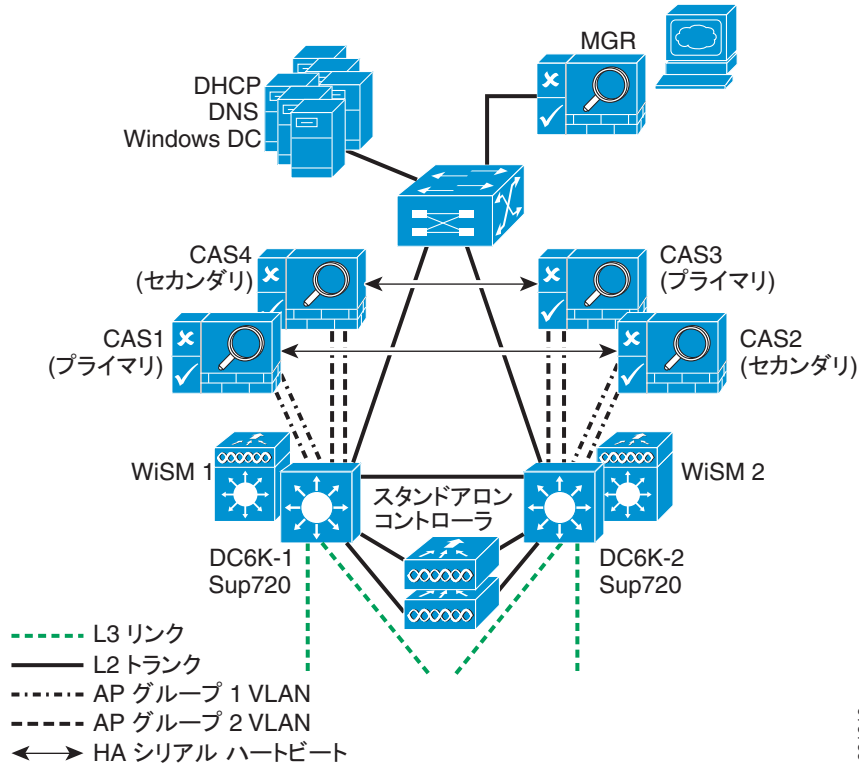 MGR
DHCP
DNS
Windows DC
CAS4
(セカンダリ)
CAS3
(プライマリ)
CAS1
(プライマリ)
CAS2
(セカンダリ)
WiSM 1
WiSM 2
スタンドアロン
コントローラ
DC6K-1
Sup720
DC6K-2
Sup720
L3 リンク
L2 トランク
AP グループ 1 VLAN
AP グループ 2 VLAN
HA シリアル ハートビート